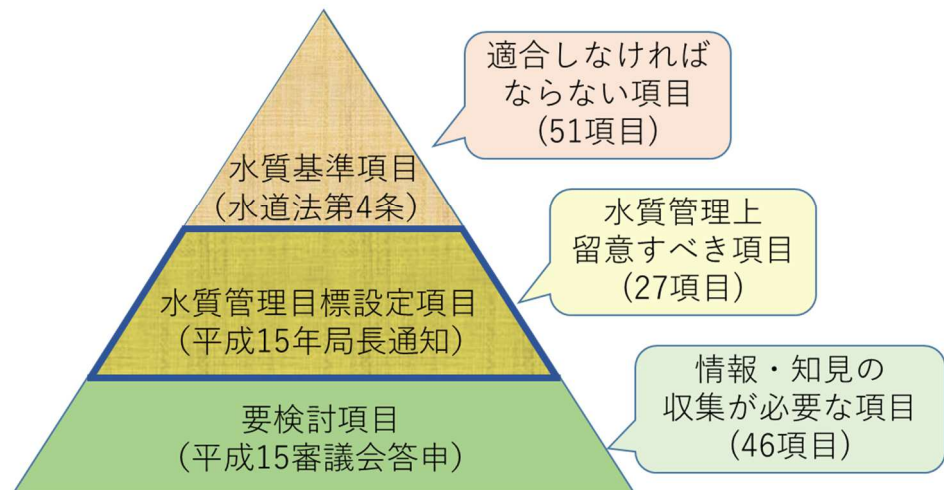 適合しなければ
ならない項目
(51項目)
水質基準項目
(水道法第4条)
水質管理上
留意すべき項目
(27項目)
水質管理目標設定項目
(平成15年局長通知)
情報・知見の
収集が必要な項目
(46項目)
要検討項目
(平成15審議会答申)